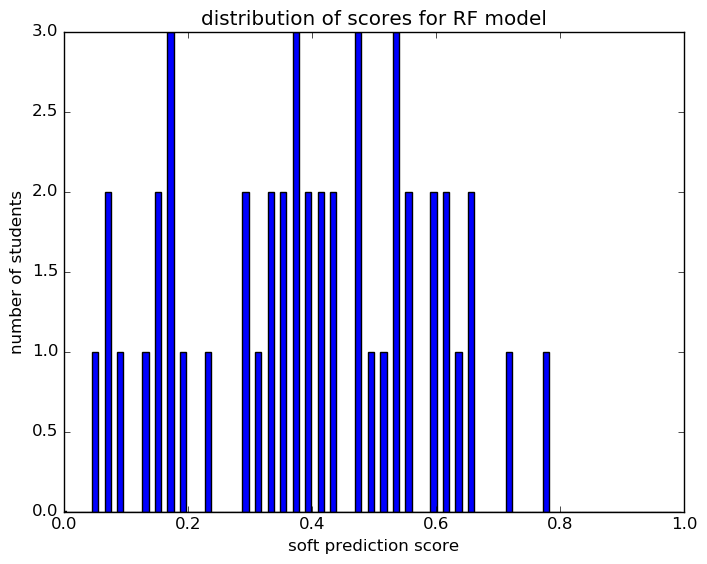 distribution of scores for RF model
3.0
2.5
2.0
1.5
1.0
0.5
0.0
number of students
0.0 0.2 0.4 0.6 0.8 1.0
soft prediction score